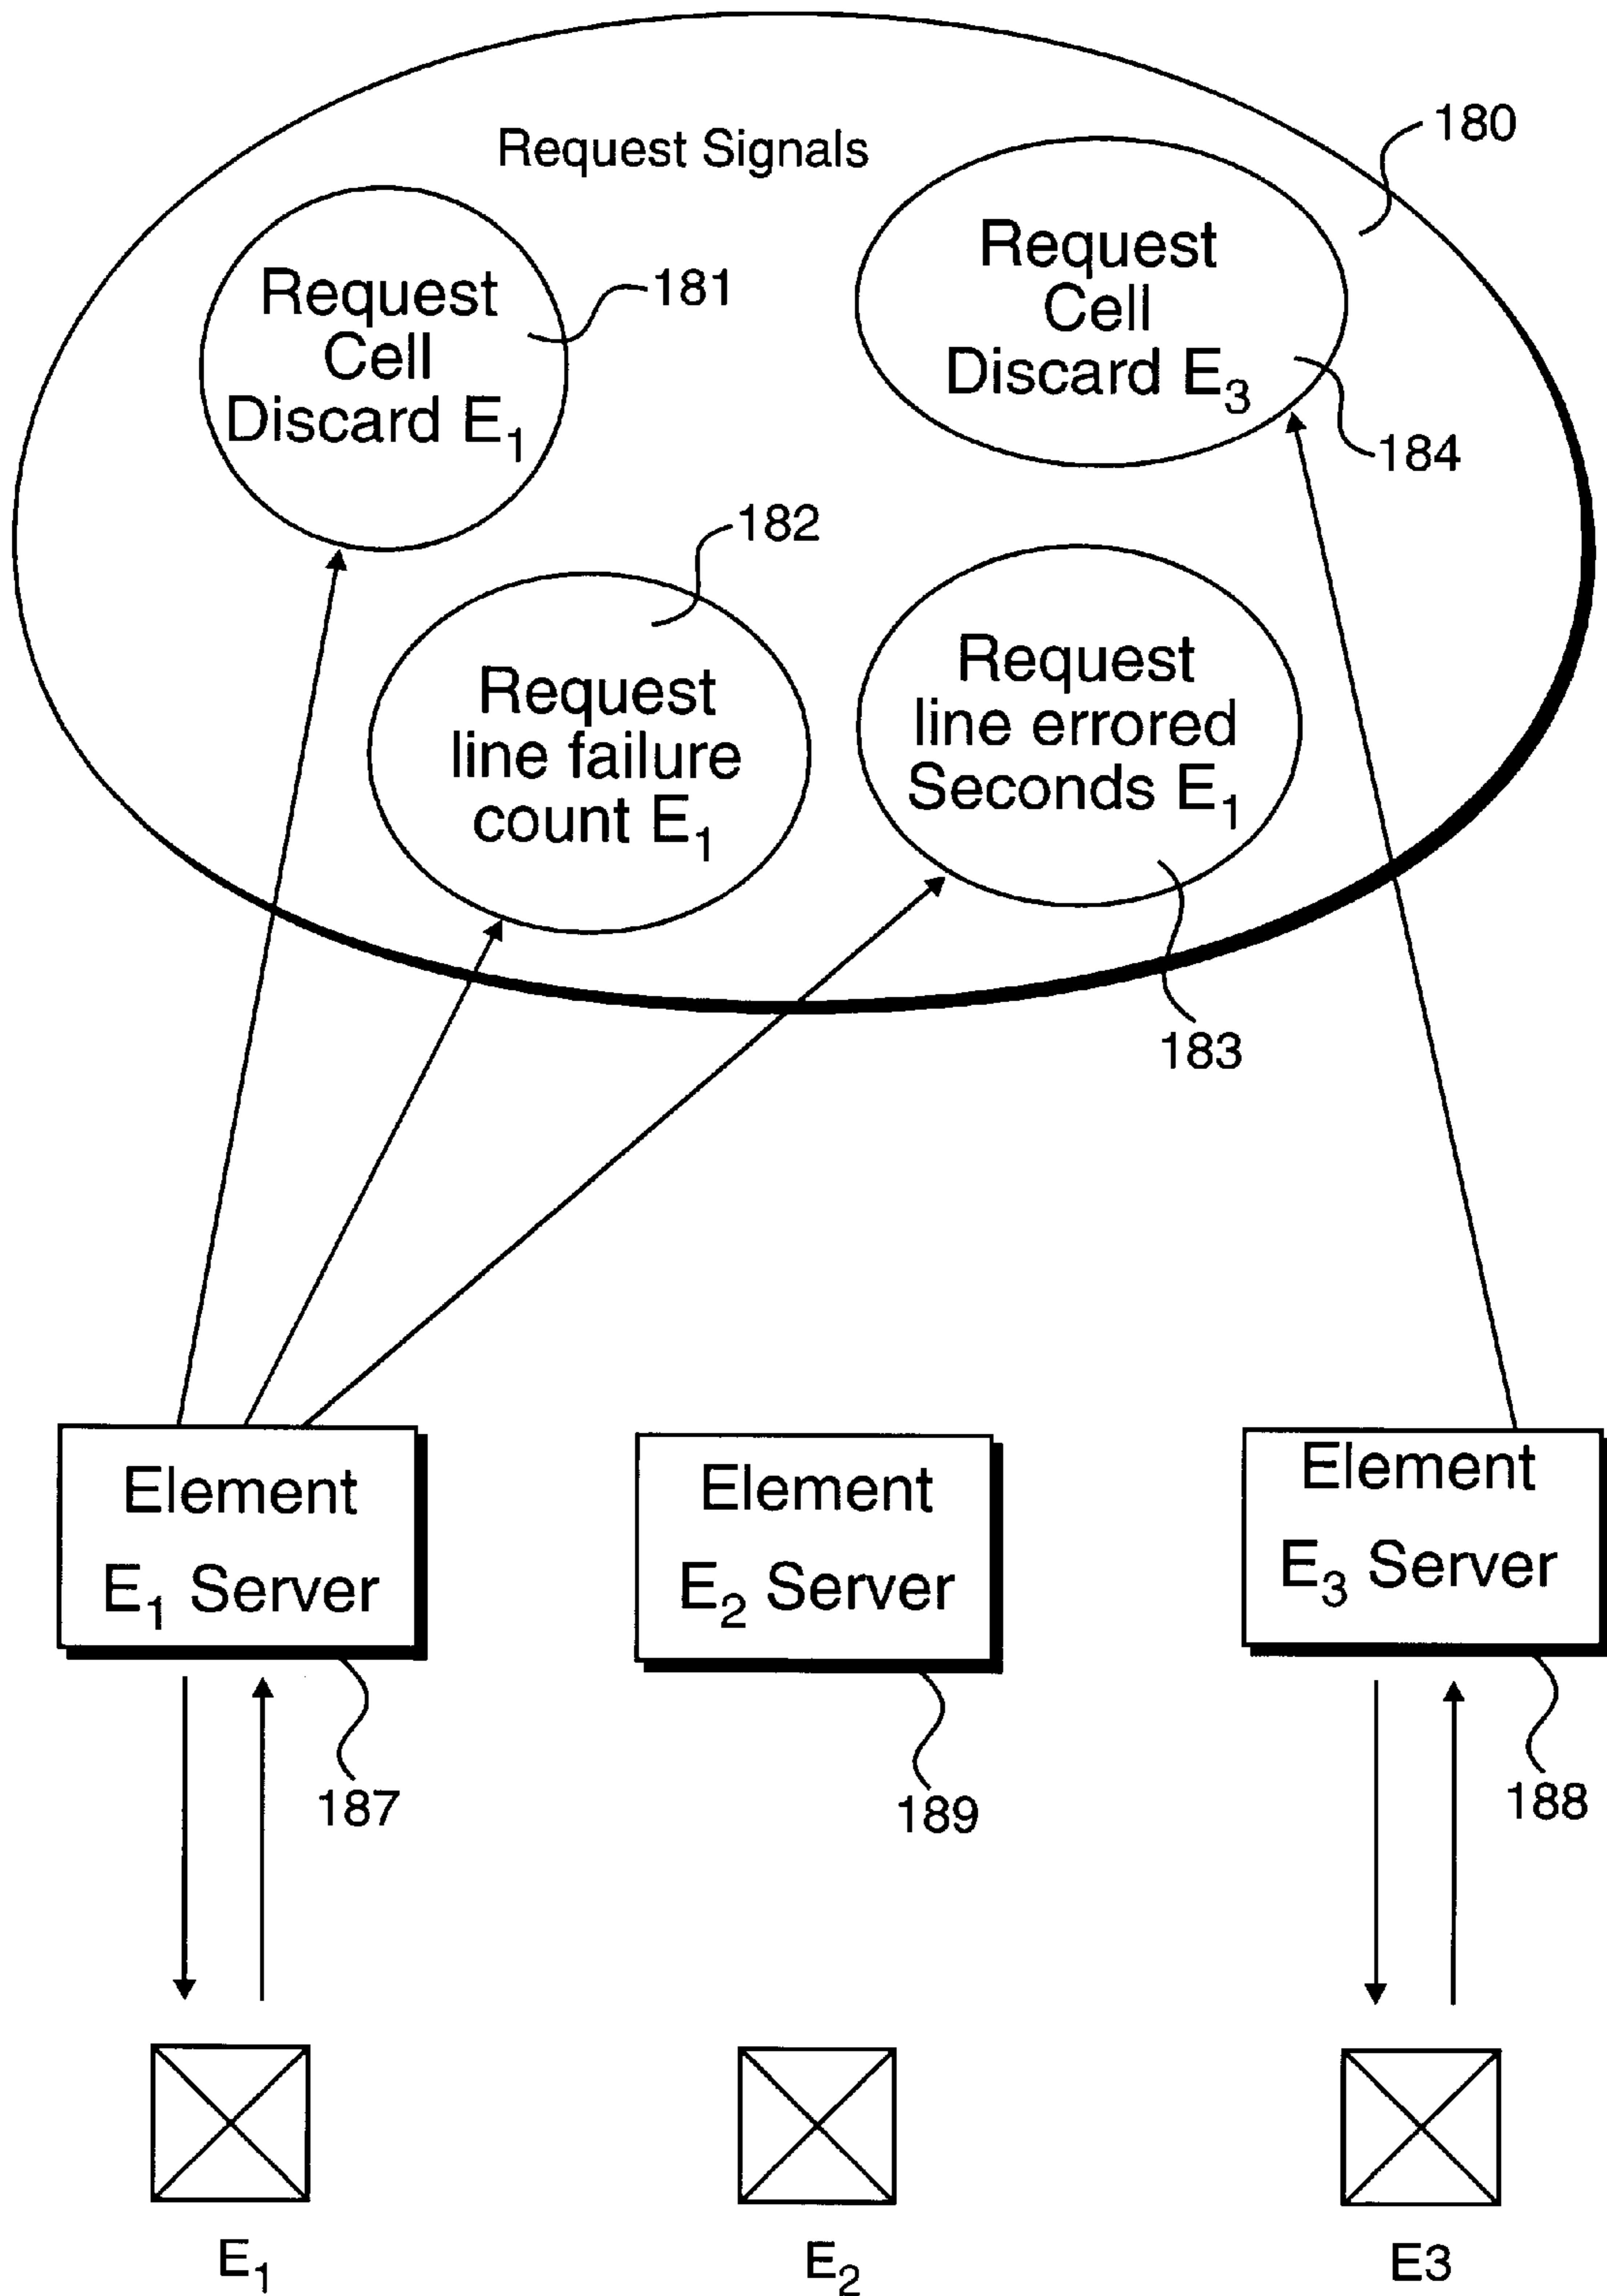 180
Request Signals
Request
Cell
Discard E1
181
Request
Cell
Discard E3
184
182
Request
line failure
count E1
Request
line errored
Seconds E1
183
Element
E1 Server
Element
E2 Server
Element
E3 Server
187
189
188
E1
E2
E3